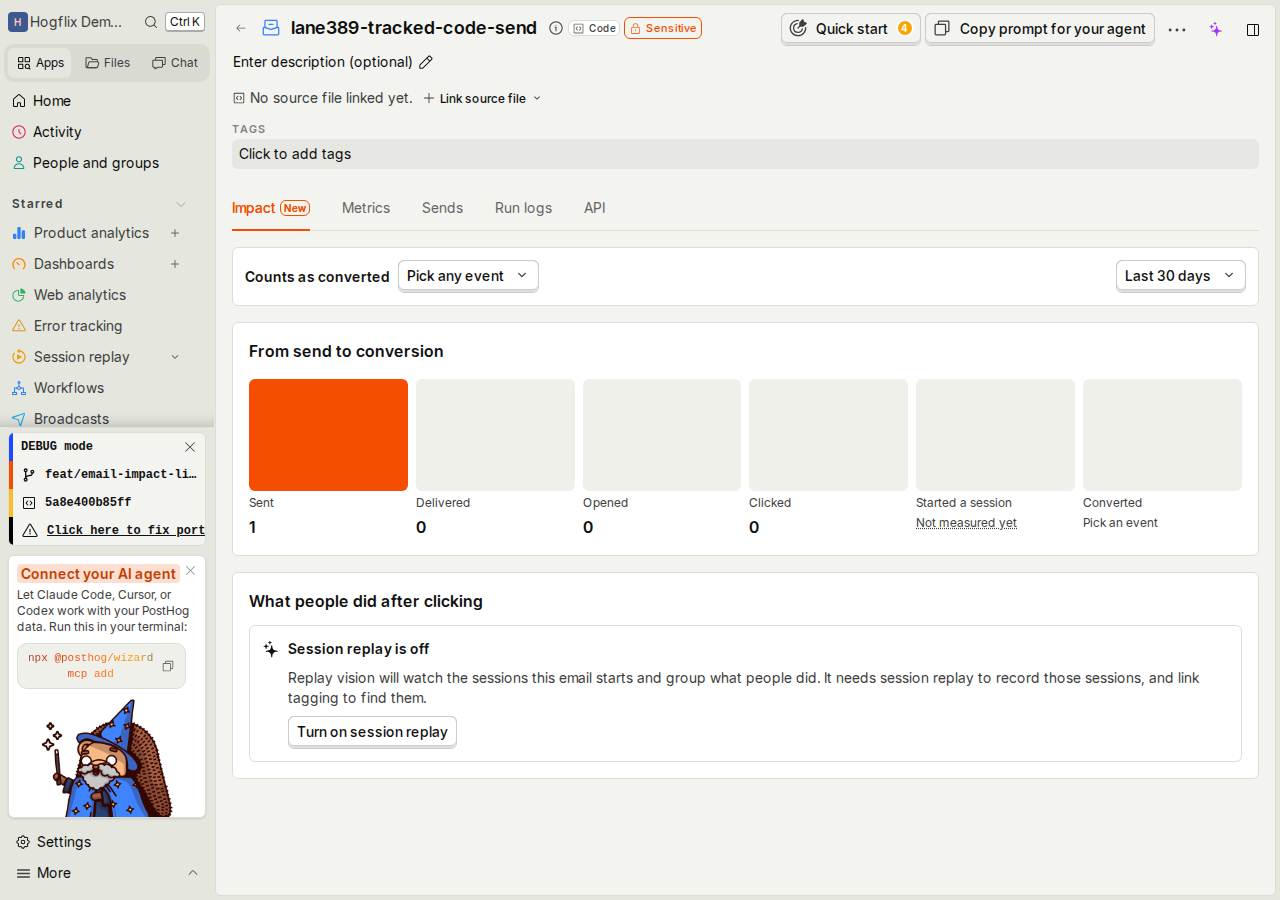 H Hogflix Dem... Ctrl K
Apps Files Chat
Home
Activity
People and groups
Starred
Product analytics
Dashboards
Web analytics
Error tracking
Session replay
Workflows
Broadcasts
DEBUG mode
feat/email-impact-li…
5a8e400b85ff
Click here to fix port
Connect your AI agent
Let Claude Code, Cursor, or
Codex work with your PostHog
data. Run this in your terminal:
npx @posthog/wizard
mcp add
Settings
More
lane389-tracked-code-send Code Sensitive
Quick start 4 Copy prompt for your agent
Enter description (optional)
No source file linked yet. Link source file
TAGS
Click to add tags
Impact New Metrics Sends Run logs API
Counts as converted Pick any event Last 30 days
From send to conversion
Sent Delivered Opened Clicked Started a session Converted
1 0 0 0 Not measured yet Pick an event
What people did after clicking
Session replay is off
Replay vision will watch the sessions this email starts and group what people did. It needs session replay to record those sessions, and link
tagging to find them.
Turn on session replay